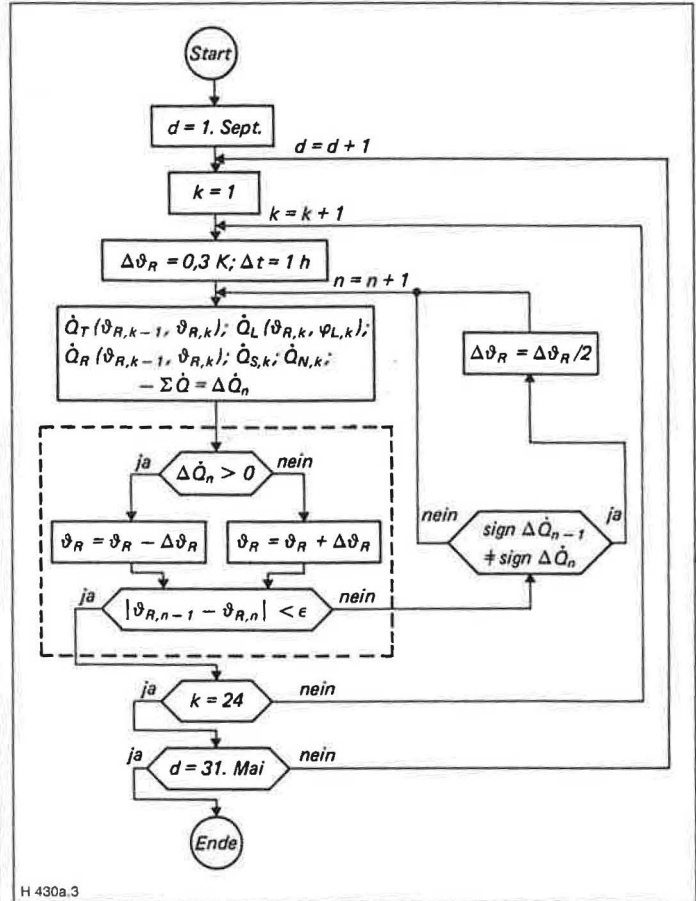 Start
d = 1. Sept.
d = d + 1
k = 1
k = k + 1
Δϑ_R = 0,3 K; Δt = 1 h
n = n + 1
Q̇_T (ϑ_R,k−1, ϑ_R,k); Q̇_L (ϑ_R,k, φ_L,k);
Q̇_R (ϑ_R,k−1, ϑ_R,k); Q̇_S,k; Q̇_N,k;
− Σ Q̇ = ΔQ̇_n
Δϑ_R = Δϑ_R/2
ja
ΔQ̇_n > 0
nein
ϑ_R = ϑ_R − Δϑ_R
ϑ_R = ϑ_R + Δϑ_R
nein
sign ΔQ̇_n−1
≠ sign ΔQ̇_n
ja
ja
|ϑ_R,n−1 − ϑ_R,n| < ϵ
nein
ja
k = 24
nein
ja
d = 31. Mai
nein
Ende
H 430a.3